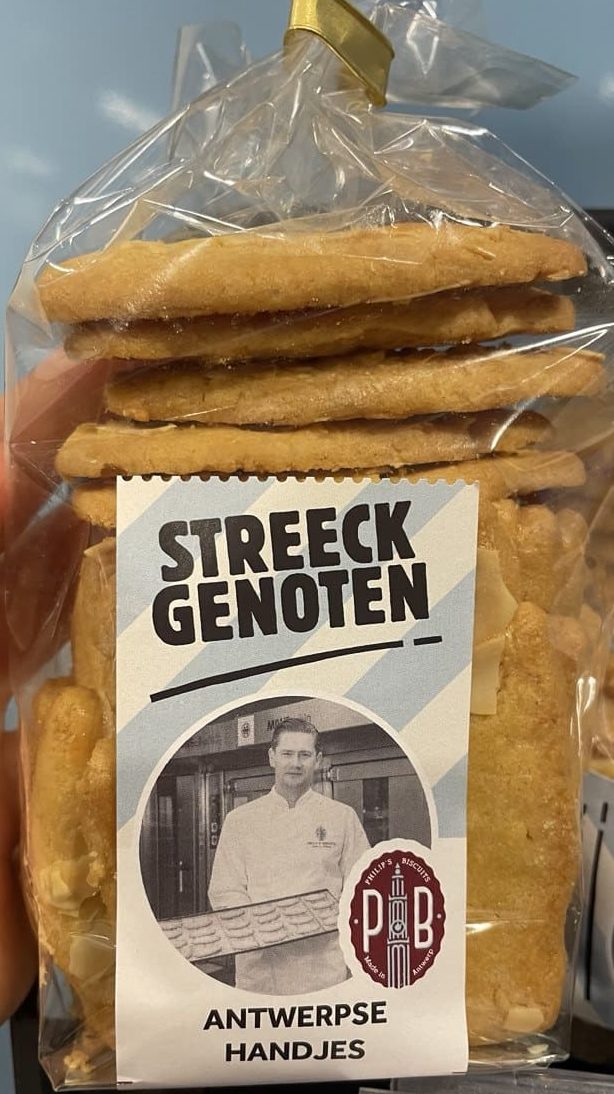 STREECK
GENOTEN
PHILIP'S BISCUITS
P B
Made in Antwerp
ANTWERPSE
HANDJES